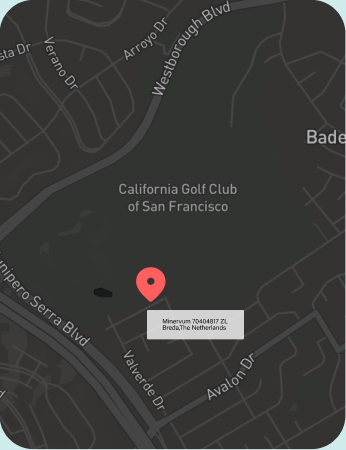 Westborough Blvd
Arroyo Dr
sta Dr
Verano Dr
Bade
California Golf Club
of San Francisco
Minervum 70404817 ZL
Breda,The Netherlands
unipero Serra Blvd
Valverde Dr
Avalon Dr